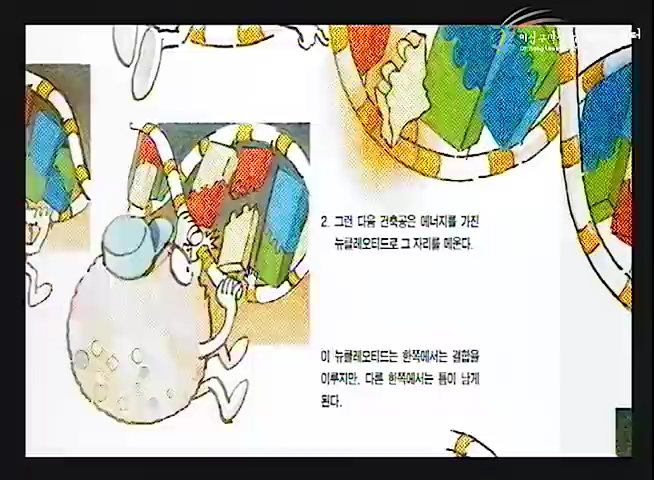 2. 그런 다음 건축공은 에너지를 가진
뉴클레오티드로 그 자리를 메운다.
이 뉴클레오티드는 한쪽에서는 결합을
이루지만, 다른 한쪽에서는 틈이 남게
된다.